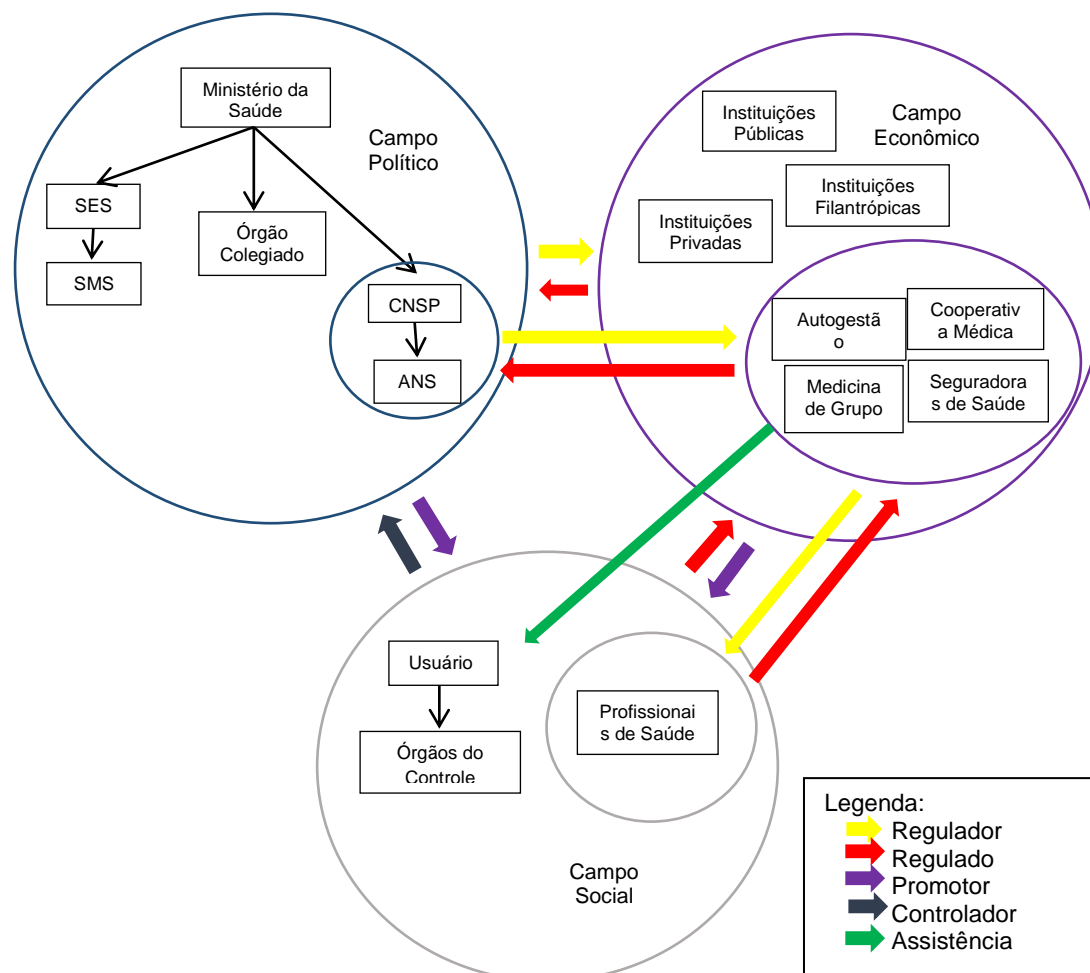 Ministério da
Saúde
Campo
Político
SES
SMS
Órgão
Colegiado
CNSP
ANS
Instituições
Públicas
Campo
Econômico
Instituições
Filantrópicas
Instituições
Privadas
Autogestã
o
Cooperativ
a Médica
Medicina
de Grupo
Seguradora
s de Saúde
Usuário
Órgãos do
Controle
Profissionai
s de Saúde
Campo
Social
Legenda:
Regulador
Regulado
Promotor
Controlador
Assistência